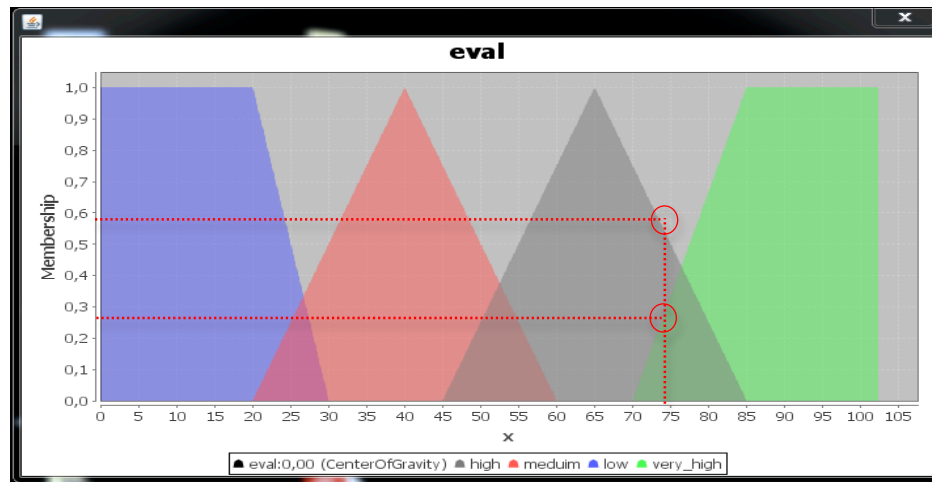 x
eval
1,0
0,9
0,8
0,7
0,6
0,5
0,4
0,3
0,2
0,1
0,0
Membership
0 5 10 15 20 25 30 35 40 45 50 55 60 65 70 75 80 85 90 95 100 105
x
eval:0,00 (CenterOfGravity) high meduim low very_high